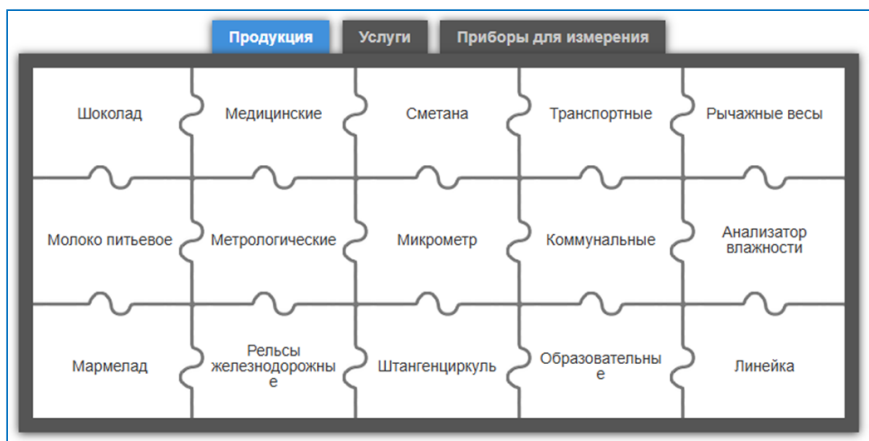 Продукция Услуги Приборы для измерения
Шоколад Медицинские Сметана Транспортные Рычажные весы
Молоко питьевое Метрологические Микрометр Коммунальные Анализатор
влажности
Мармелад Рельсы
железнодорожны
е Штангенциркуль Образовательны
е Линейка